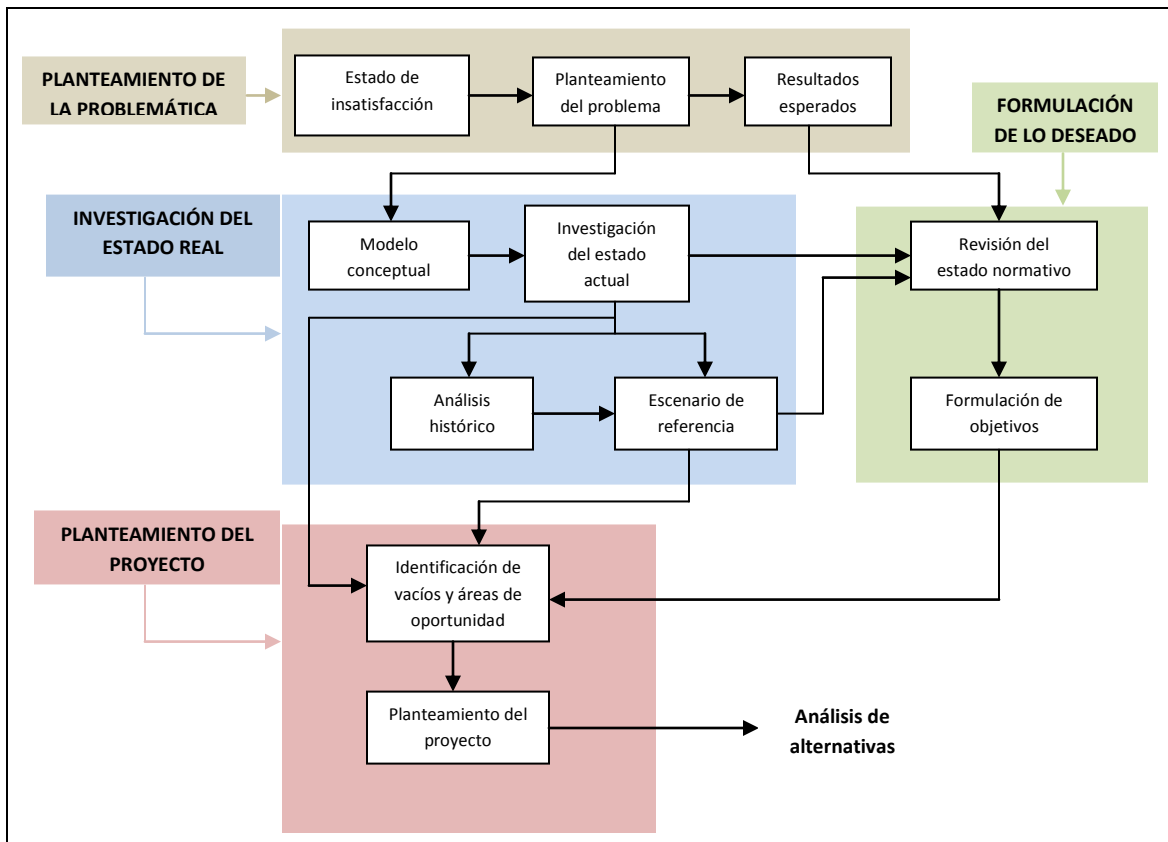 PLANTEAMIENTO DE
LA PROBLEMÁTICA
Estado de
insatisfacción
Planteamiento
del problema
Resultados
esperados
FORMULACIÓN
DE LO DESEADO
INVESTIGACIÓN DEL
ESTADO REAL
Modelo
conceptual
Investigación
del estado
actual
Revisión del
estado normativo
Análisis
histórico
Escenario de
referencia
Formulación de
objetivos
PLANTEAMIENTO DEL
PROYECTO
Identificación de
vacíos y áreas de
oportunidad
Planteamiento del
proyecto
Análisis de
alternativas